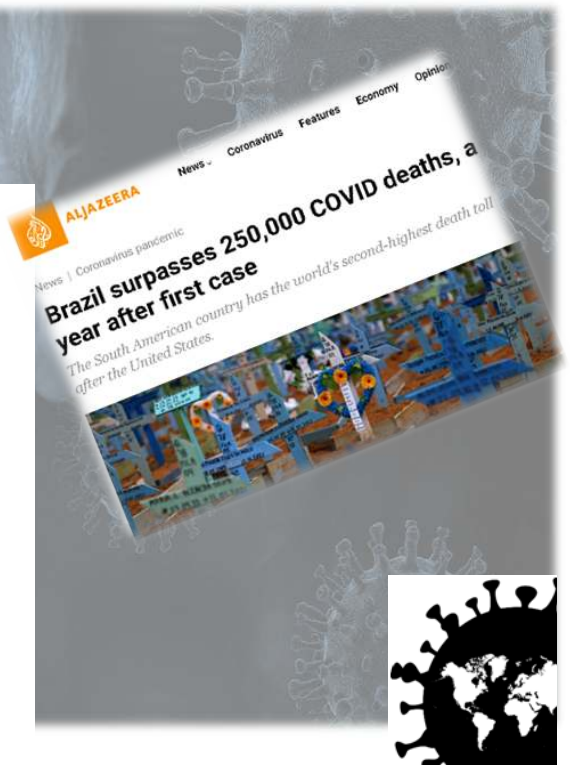 News Coronavirus Features Economy Opinion
ALJAZEERA
News | Coronavirus pandemic
Brazil surpasses 250,000 COVID deaths, a
year after first case
The South American country has the world's second-highest death toll
after the United States.